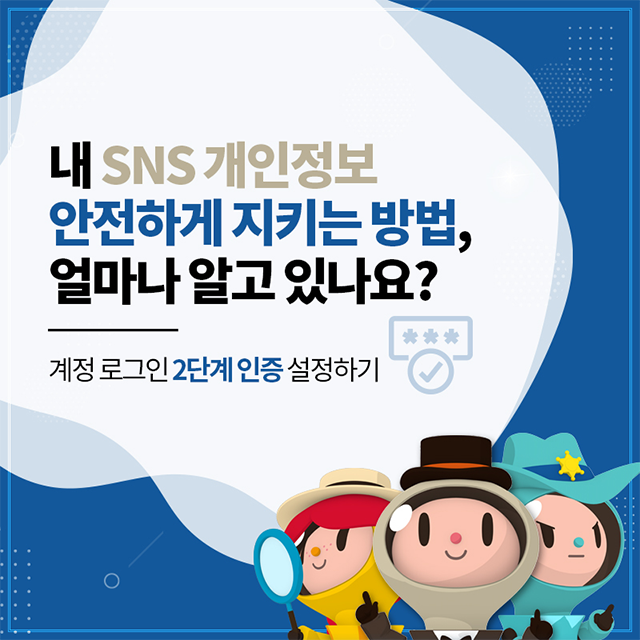 내 SNS 개인정보
안전하게 지키는 방법,
얼마나 알고 있나요?
***
계정 로그인 2단계 인증 설정하기